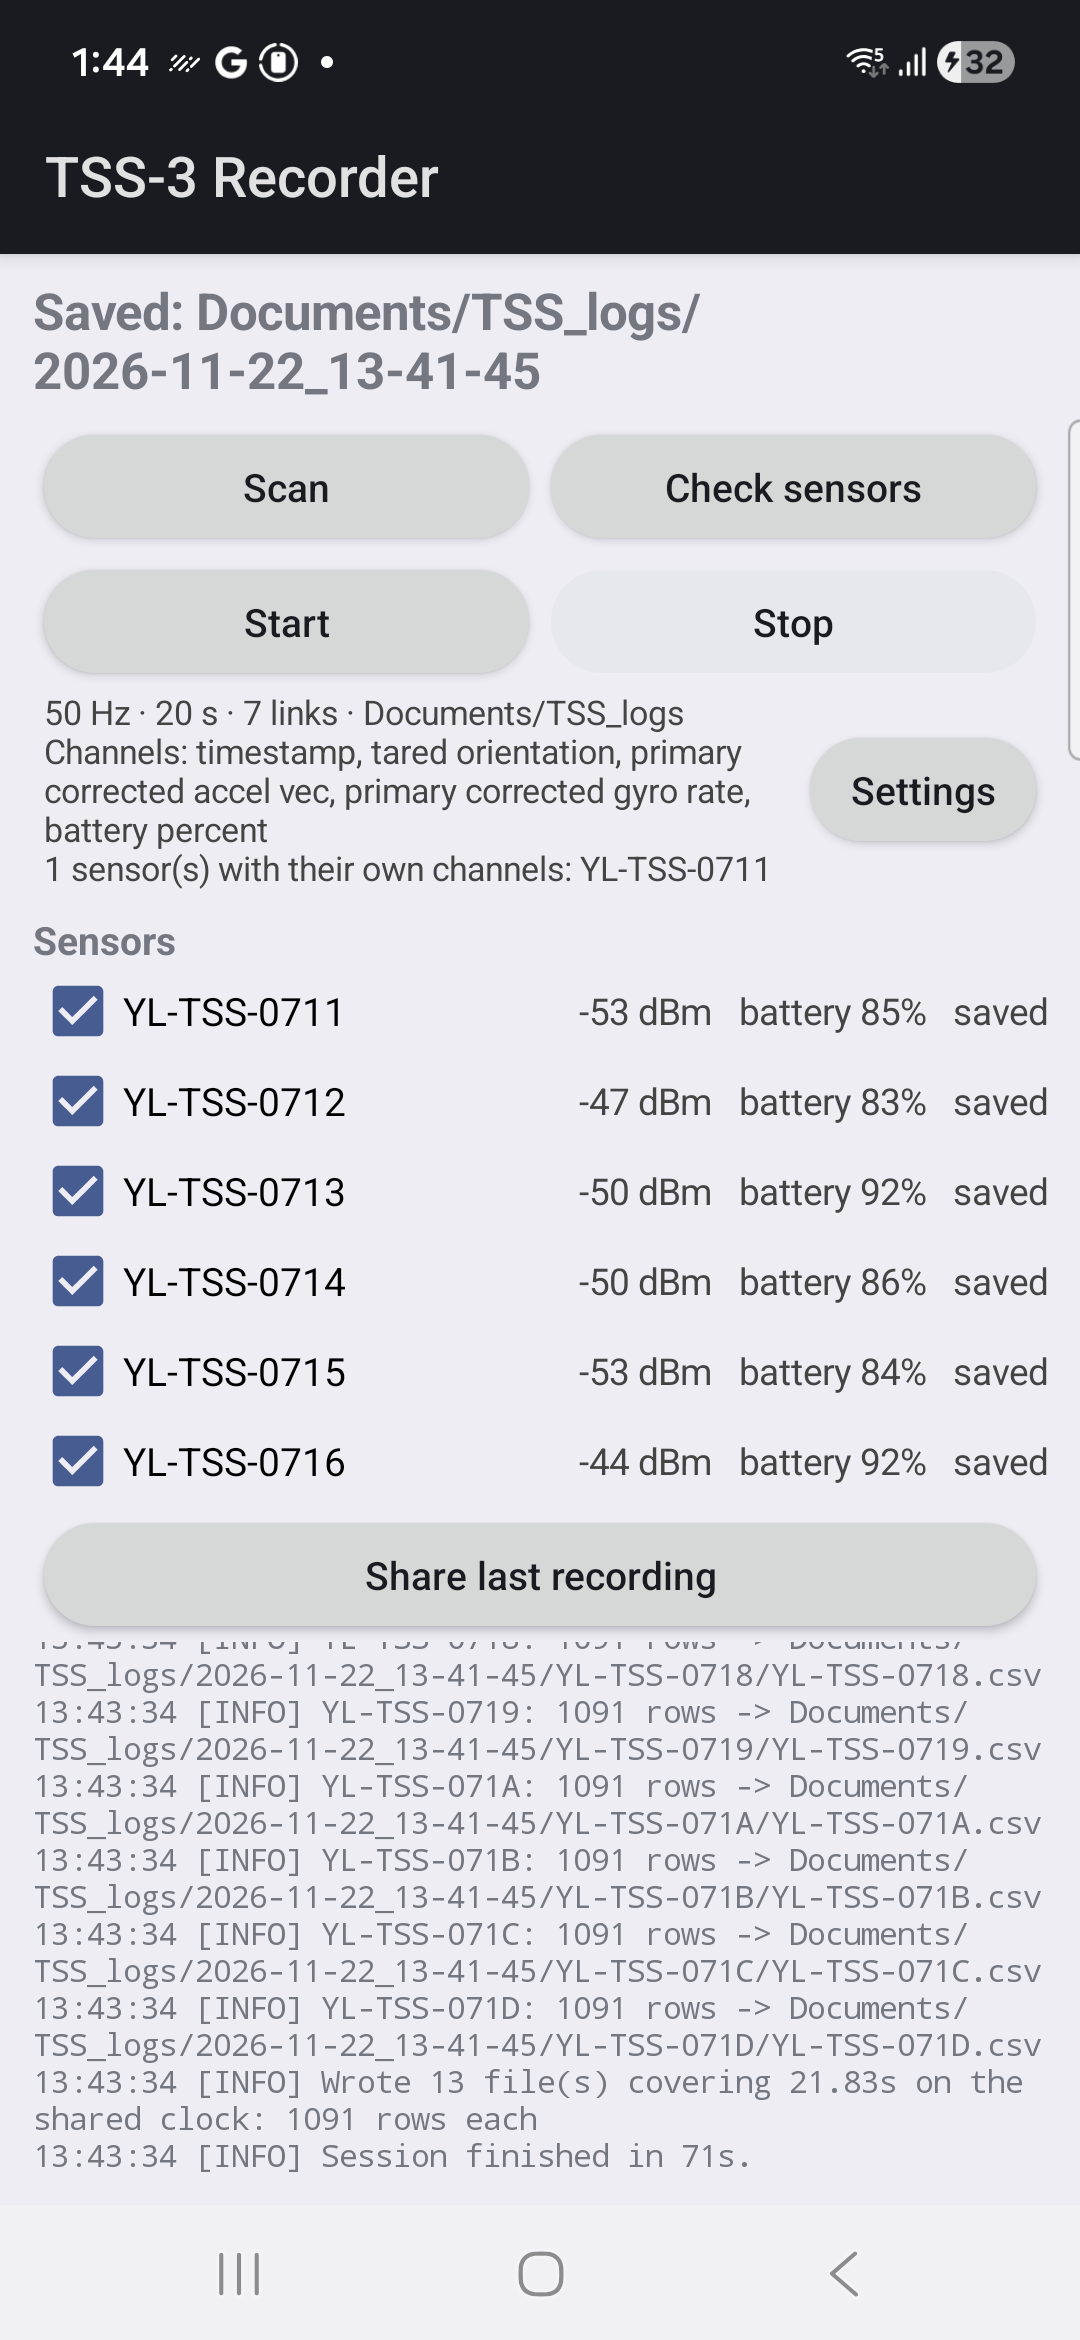 1:44 G 5 32
TSS-3 Recorder
Saved: Documents/TSS_logs/
2026-11-22_13-41-45
Scan Check sensors
Start Stop
50 Hz · 20 s · 7 links · Documents/TSS_logs
Channels: timestamp, tared orientation, primary
corrected accel vec, primary corrected gyro rate,
battery percent
1 sensor(s) with their own channels: YL-TSS-0711
Settings
Sensors
YL-TSS-0711 -53 dBm battery 85% saved
YL-TSS-0712 -47 dBm battery 83% saved
YL-TSS-0713 -50 dBm battery 92% saved
YL-TSS-0714 -50 dBm battery 86% saved
YL-TSS-0715 -53 dBm battery 84% saved
YL-TSS-0716 -44 dBm battery 92% saved
Share last recording
13:43:34 [INFO] YL-TSS-0718: 1091 rows -> Documents/
TSS_logs/2026-11-22_13-41-45/YL-TSS-0718/YL-TSS-0718.csv
13:43:34 [INFO] YL-TSS-0719: 1091 rows -> Documents/
TSS_logs/2026-11-22_13-41-45/YL-TSS-0719/YL-TSS-0719.csv
13:43:34 [INFO] YL-TSS-071A: 1091 rows -> Documents/
TSS_logs/2026-11-22_13-41-45/YL-TSS-071A/YL-TSS-071A.csv
13:43:34 [INFO] YL-TSS-071B: 1091 rows -> Documents/
TSS_logs/2026-11-22_13-41-45/YL-TSS-071B/YL-TSS-071B.csv
13:43:34 [INFO] YL-TSS-071C: 1091 rows -> Documents/
TSS_logs/2026-11-22_13-41-45/YL-TSS-071C/YL-TSS-071C.csv
13:43:34 [INFO] YL-TSS-071D: 1091 rows -> Documents/
TSS_logs/2026-11-22_13-41-45/YL-TSS-071D/YL-TSS-071D.csv
13:43:34 [INFO] Wrote 13 file(s) covering 21.83s on the
shared clock: 1091 rows each
13:43:34 [INFO] Session finished in 71s.